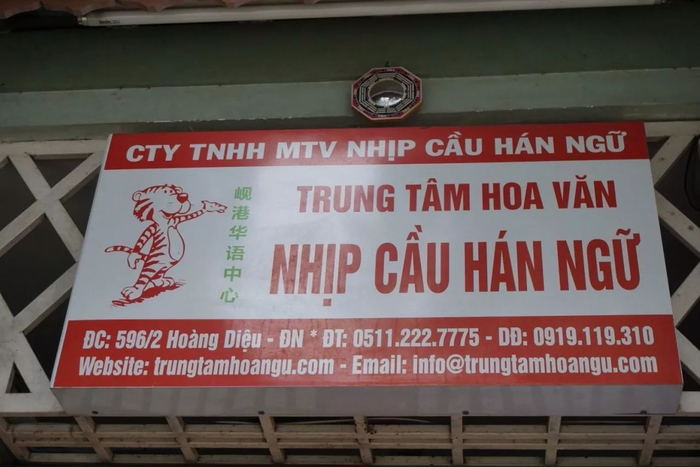 CTY TNHH MTV NHỊP CẦU HÁN NGỮ
岘港华语中心
TRUNG TÂM HOA VĂN
NHỊP CẦU HÁN NGỮ
ĐC: 596/2 Hoàng Diệu - ĐN * ĐT: 0511.222.7775 - DĐ: 0919.119.310
Website: trungtamhoangu.com - Email: info@trungtamhoangu.com